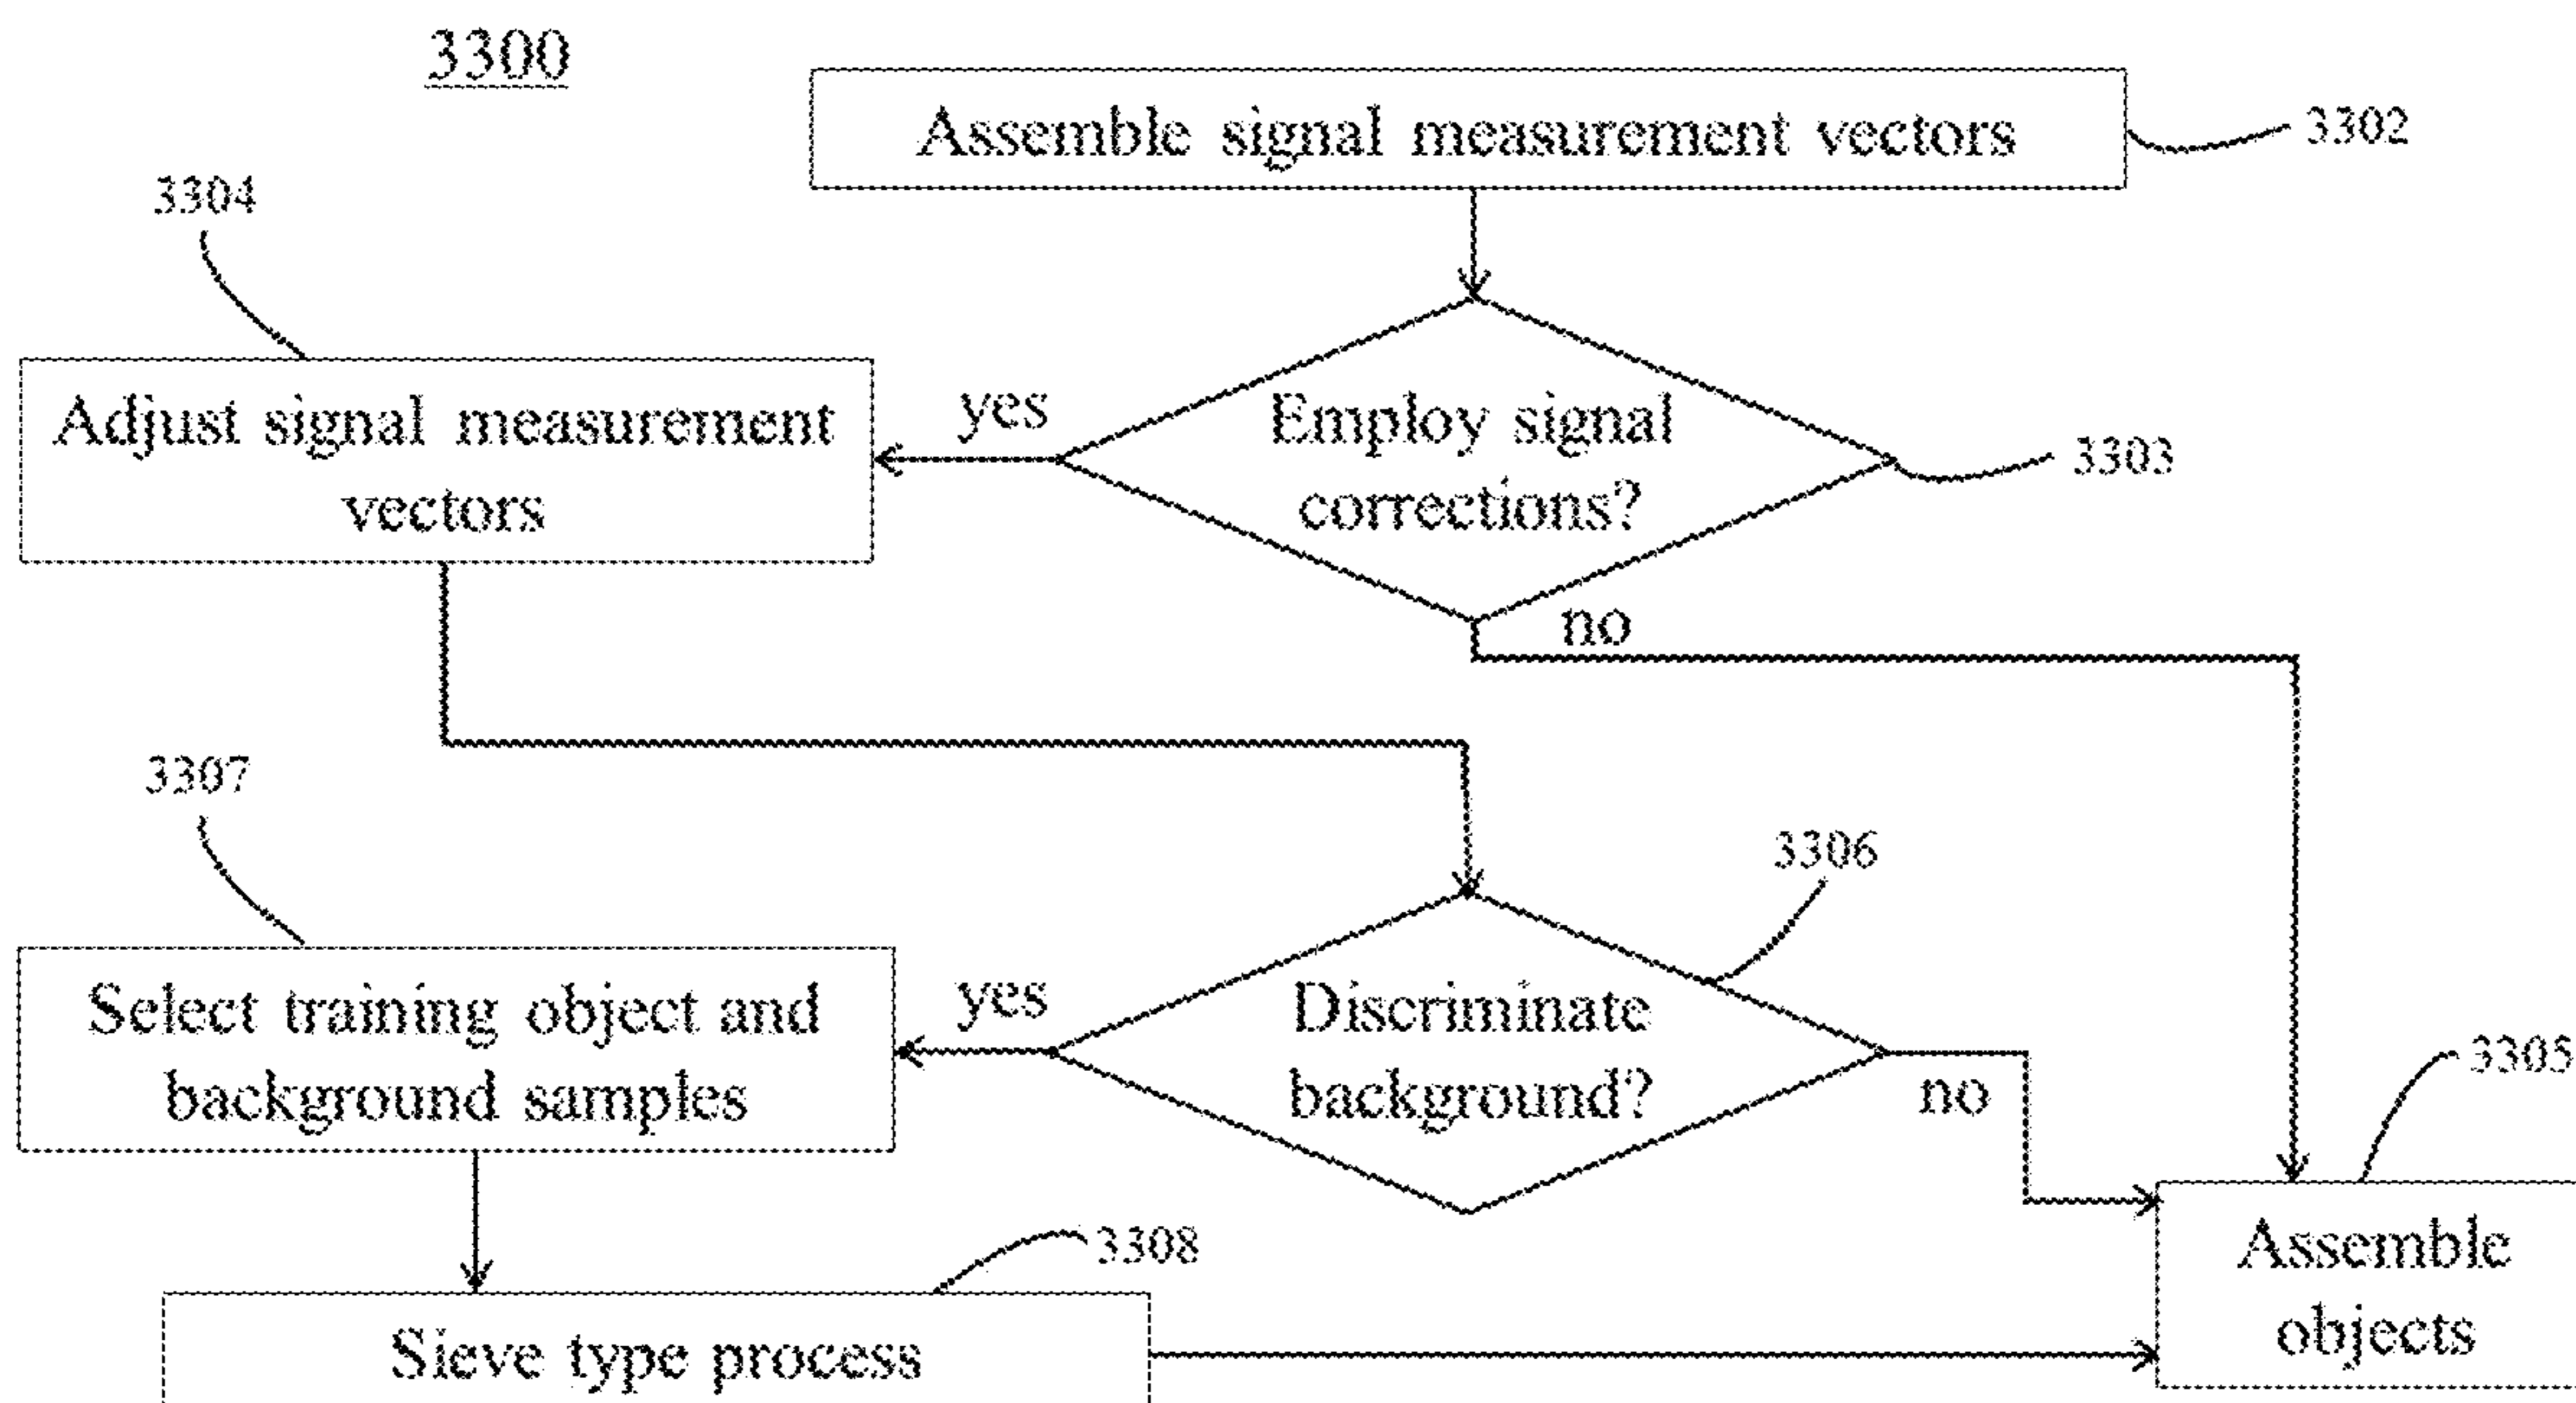 3300
Assemble signal measurement vectors
3302
3304
Adjust signal measurement
vectors
yes
Employ signal
corrections?
3303
no
3307
3306
Select training object and
background samples
yes
Discriminate
background?
no
3305
Assemble
objects
3308
Sieve type process